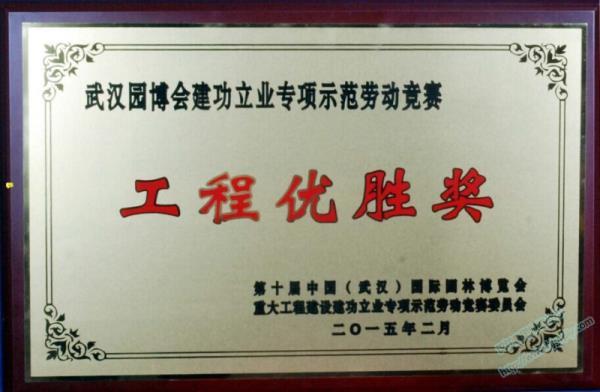 武汉园博会建功立业专项示范劳动竞赛
工程优胜奖
第十届中国（武汉）国际园林博览会
重大工程建设建功立业专项示范劳动竞赛委员会
二〇一五年二月